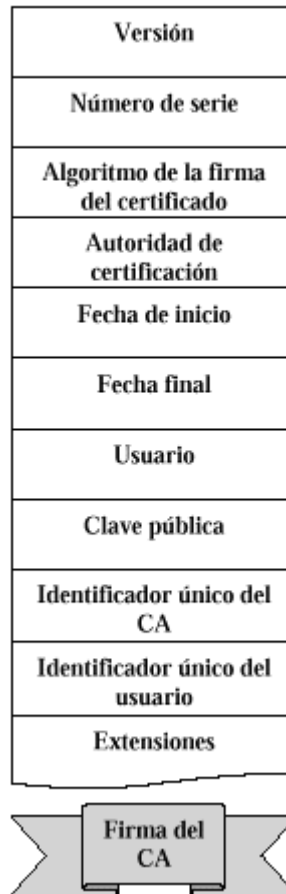 Versión
Número de serie
Algoritmo de la firma
del certificado
Autoridad de
certificación
Fecha de inicio
Fecha final
Usuario
Clave pública
Identificador único del
CA
Identificador único del
usuario
Extensiones
Firma del
CA